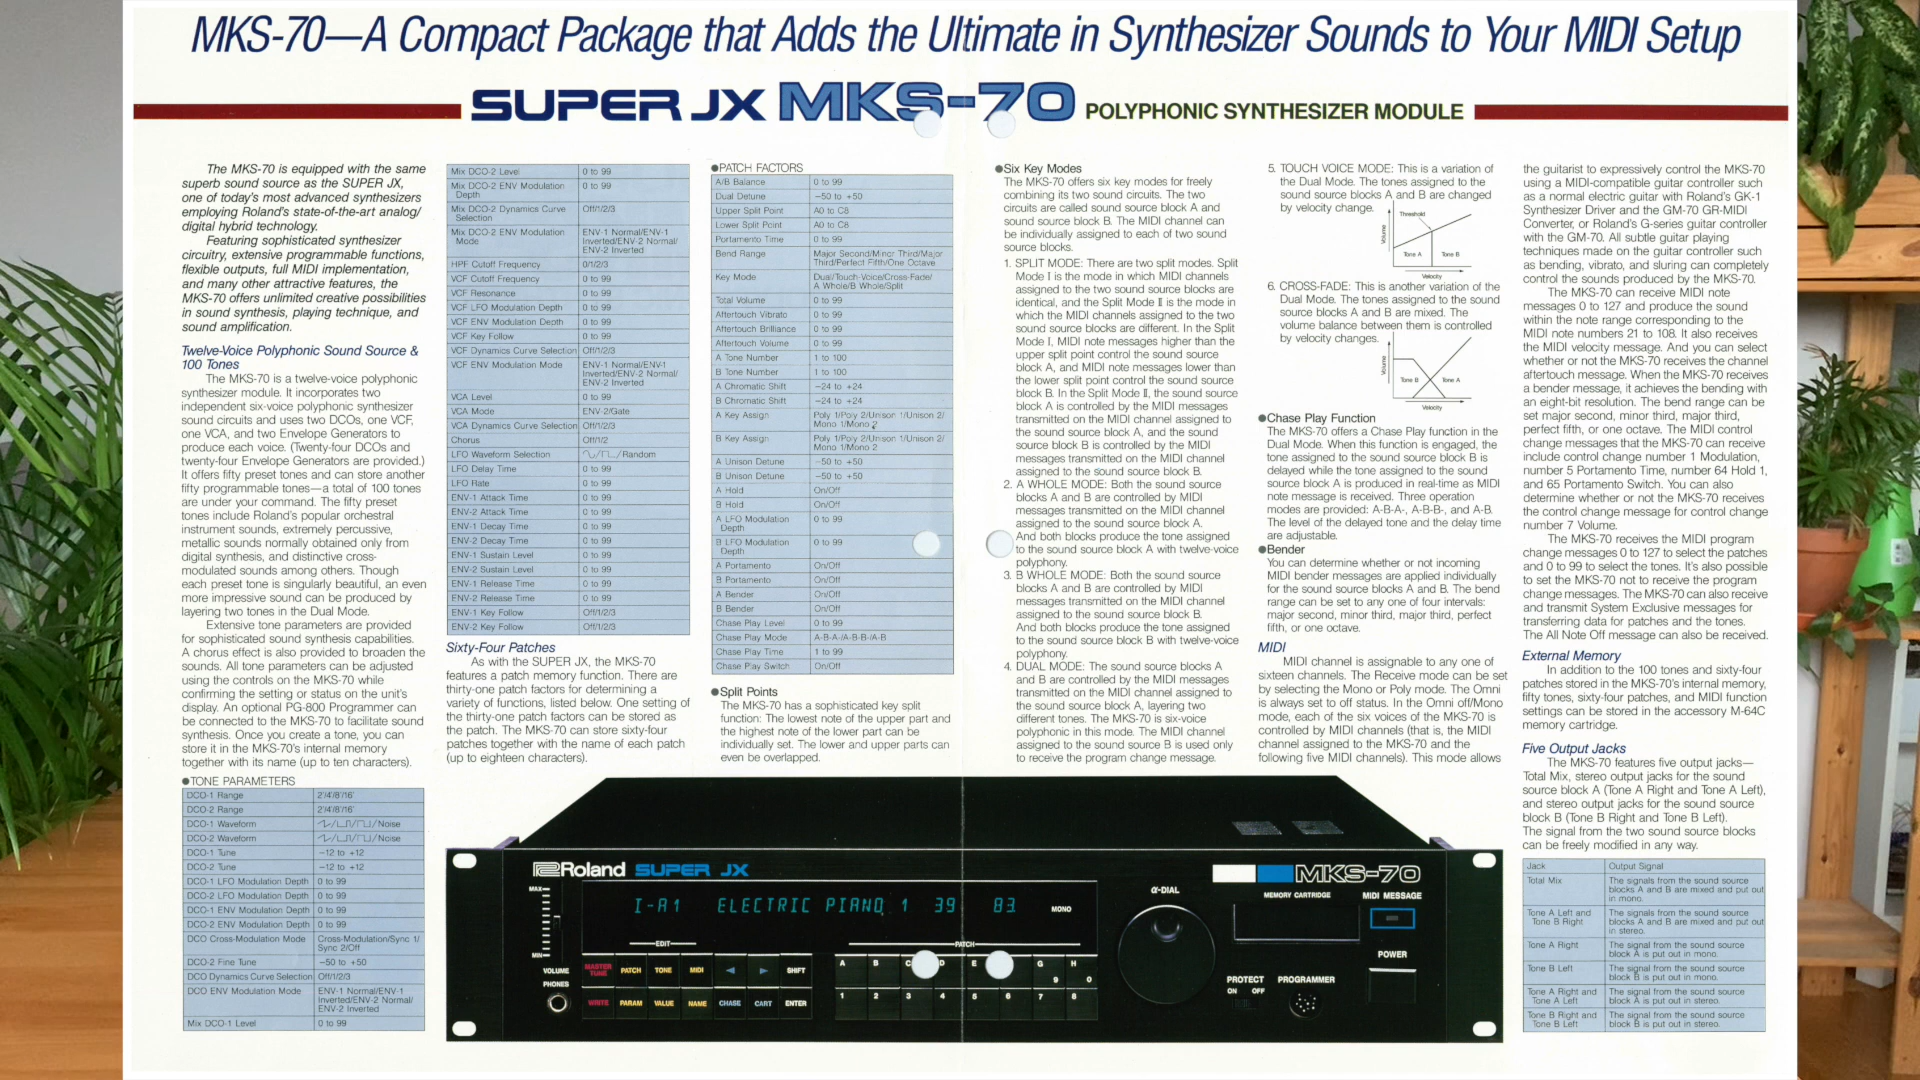 MKS-70—A Compact Package that Adds the Ultimate in Synthesizer Sounds to Your MIDI Setup
SUPER JX MKS-70 POLYPHONIC SYNTHESIZER MODULE
The MKS-70 is equipped with the same
superb sound source as the SUPER JX,
one of today's most advanced synthesizers
employing Roland's state-of-the-art analog/
digital hybrid technology.
Featuring sophisticated synthesizer
circuitry, extensive programmable functions,
flexible outputs, full MIDI implementation,
and many other attractive features, the
MKS-70 offers unlimited creative possibilities
in sound synthesis, playing technique, and
sound amplification.
Twelve-Voice Polyphonic Sound Source &
100 Tones
The MKS-70 is a twelve-voice polyphonic
synthesizer module. It incorporates two
independent six-voice polyphonic synthesizer
sound circuits and uses two DCOs, one VCF,
one VCA, and two Envelope Generators to
produce each voice. (Twenty-four DCOs and
twenty-four Envelope Generators are provided.)
It offers fifty preset tones and can store another
fifty programmable tones—a total of 100 tones
are under your command. The fifty preset
tones include Roland's popular orchestral
instrument sounds, extremely percussive,
metallic sounds normally obtained only from
digital synthesis, and distinctive cross-
modulated sounds among others. Though
each preset tone is singularly beautiful, an even
more impressive sound can be produced by
layering two tones in the Dual Mode.
Extensive tone parameters are provided
for sophisticated sound synthesis capabilities.
A chorus effect is also provided to broaden the
sounds. All tone parameters can be adjusted
using the controls on the MKS-70 while
confirming the setting or status on the unit's
display. An optional PG-800 Programmer can
be connected to the MKS-70 to facilitate sound
synthesis. Once you create a tone, you can
store it in the MKS-70's internal memory
together with its name (up to ten characters).
●TONE PARAMETERS
DCO-1 Range 2'/4'/8'/16'
DCO-2 Range 2'/4'/8'/16'
DCO-1 Waveform /Noise
DCO-2 Waveform /Noise
DCO-1 Tune −12 to +12
DCO-2 Tune −12 to +12
DCO-1 LFO Modulation Depth 0 to 99
DCO-2 LFO Modulation Depth 0 to 99
DCO-1 ENV Modulation Depth 0 to 99
DCO-2 ENV Modulation Depth 0 to 99
DCO Cross-Modulation Mode Cross-Modulation/Sync 1/
Sync 2/Off
DCO-2 Fine Tune −50 to +50
DCO Dynamics Curve Selection Off/1/2/3
DCO ENV Modulation Mode ENV-1 Normal/ENV-1
Inverted/ENV-2 Normal/
ENV-2 Inverted
Mix DCO-1 Level 0 to 99
Mix DCO-2 Level 0 to 99
Mix DCO-2 ENV Modulation 0 to 99
Depth
Mix DCO-2 Dynamics Curve Off/1/2/3
Selection
Mix DCO-2 ENV Modulation ENV-1 Normal/ENV-1
Mode Inverted/ENV-2 Normal/
ENV-2 Inverted
HPF Cutoff Frequency 0/1/2/3
VCF Cutoff Frequency 0 to 99
VCF Resonance 0 to 99
VCF LFO Modulation Depth 0 to 99
VCF ENV Modulation Depth 0 to 99
VCF Key Follow 0 to 99
VCF Dynamics Curve Selection Off/1/2/3
VCF ENV Modulation Mode ENV-1 Normal/ENV-1
Inverted/ENV-2 Normal/
ENV-2 Inverted
VCA Level 0 to 99
VCA Mode ENV-2/Gate
VCA Dynamics Curve Selection Off/1/2/3
Chorus Off/1/2
LFO Waveform Selection /Random
LFO Delay Time 0 to 99
LFO Rate 0 to 99
ENV-1 Attack Time 0 to 99
ENV-2 Attack Time 0 to 99
ENV-1 Decay Time 0 to 99
ENV-2 Decay Time 0 to 99
ENV-1 Sustain Level 0 to 99
ENV-2 Sustain Level 0 to 99
ENV-1 Release Time 0 to 99
ENV-2 Release Time 0 to 99
ENV-1 Key Follow Off/1/2/3
ENV-2 Key Follow Off/1/2/3
Sixty-Four Patches
As with the SUPER JX, the MKS-70
features a patch memory function. There are
thirty-one patch factors for determining a
variety of functions, listed below. One setting of
the thirty-one patch factors can be stored as
the patch. The MKS-70 can store sixty-four
patches together with the name of each patch
(up to eighteen characters).
●PATCH FACTORS
A/B Balance 0 to 99
Dual Detune −50 to +50
Upper Split Point A0 to C8
Lower Split Point A0 to C8
Portamento Time 0 to 99
Bend Range Major Second/Minor Third/Major
Third/Perfect Fifth/One Octave
Key Mode Dual/Touch-Voice/Cross-Fade/
A Whole/B Whole/Split
Total Volume 0 to 99
Aftertouch Vibrato 0 to 99
Aftertouch Brilliance 0 to 99
Aftertouch Volume 0 to 99
A Tone Number 1 to 100
B Tone Number 1 to 100
A Chromatic Shift −24 to +24
B Chromatic Shift −24 to +24
A Key Assign Poly 1/Poly 2/Unison 1/Unison 2/
Mono 1/Mono 2
B Key Assign Poly 1/Poly 2/Unison 1/Unison 2/
Mono 1/Mono 2
A Unison Detune −50 to +50
B Unison Detune −50 to +50
A Hold On/Off
B Hold On/Off
A LFO Modulation 0 to 99
Depth
B LFO Modulation 0 to 99
Depth
A Portamento On/Off
B Portamento On/Off
A Bender On/Off
B Bender On/Off
Chase Play Level 0 to 99
Chase Play Mode A-B-A-/A-B-B-/A-B
Chase Play Time 1 to 99
Chase Play Switch On/Off
●Split Points
The MKS-70 has a sophisticated key split
function: The lowest note of the upper part and
the highest note of the lower part can be
individually set. The lower and upper parts can
even be overlapped.
●Six Key Modes
The MKS-70 offers six key modes for freely
combining its two sound circuits. The two
circuits are called sound source block A and
sound source block B. The MIDI channel can
be individually assigned to each of two sound
source blocks.
1. SPLIT MODE: There are two split modes. Split
Mode I is the mode in which MIDI channels
assigned to the two sound source blocks are
identical, and the Split Mode II is the mode in
which the MIDI channels assigned to the two
sound source blocks are different. In the Split
Mode I, MIDI note messages higher than the
upper split point control the sound source
block A, and MIDI note messages lower than
the lower split point control the sound source
block B. In the Split Mode II, the sound source
block A is controlled by the MIDI messages
transmitted on the MIDI channel assigned to
the sound source block A, and the sound
source block B is controlled by the MIDI
messages transmitted on the MIDI channel
assigned to the sound source block B.
2. A WHOLE MODE: Both the sound source
blocks A and B are controlled by MIDI
messages transmitted on the MIDI channel
assigned to the sound source block A.
And both blocks produce the tone assigned
to the sound source block A with twelve-voice
polyphony.
3. B WHOLE MODE: Both the sound source
blocks A and B are controlled by MIDI
messages transmitted on the MIDI channel
assigned to the sound source block B.
And both blocks produce the tone assigned
to the sound source block B with twelve-voice
polyphony.
4. DUAL MODE: The sound source blocks A
and B are controlled by the MIDI messages
transmitted on the MIDI channel assigned to
the sound source block A, layering two
different tones. The MKS-70 is six-voice
polyphonic in this mode. The MIDI channel
assigned to the sound source B is used only
to receive the program change message.
5. TOUCH VOICE MODE: This is a variation of
the Dual Mode. The tones assigned to the
sound source blocks A and B are changed
by velocity change.
Threshold
Volume
Tone A Tone B
Velocity
6. CROSS-FADE: This is another variation of the
Dual Mode. The tones assigned to the sound
source blocks A and B are mixed. The
volume balance between them is controlled
by velocity changes.
Volume
Tone B Tone A
Velocity
●Chase Play Function
The MKS-70 offers a Chase Play function in the
Dual Mode. When this function is engaged, the
tone assigned to the sound source block B is
delayed while the tone assigned to the sound
source block A is produced in real-time as MIDI
note message is received. Three operation
modes are provided: A-B-A-, A-B-B-, and A-B.
The level of the delayed tone and the delay time
are adjustable.
●Bender
You can determine whether or not incoming
MIDI bender messages are applied individually
for the sound source blocks A and B. The bend
range can be set to any one of four intervals:
major second, minor third, major third, perfect
fifth, or one octave.
MIDI
MIDI channel is assignable to any one of
sixteen channels. The Receive mode can be set
by selecting the Mono or Poly mode. The Omni
is always set to off status. In the Omni off/Mono
mode, each of the six voices of the MKS-70 is
controlled by MIDI channels (that is, the MIDI
channel assigned to the MKS-70 and the
following five MIDI channels). This mode allows
the guitarist to expressively control the MKS-70
using a MIDI-compatible guitar controller such
as a normal electric guitar with Roland's GK-1
Synthesizer Driver and the GM-70 GR-MIDI
Converter, or Roland's G-series guitar controller
with the GM-70. All subtle guitar playing
techniques made on the guitar controller such
as bending, vibrato, and sluring can completely
control the sounds produced by the MKS-70.
The MKS-70 can receive MIDI note
messages 0 to 127 and produce the sound
within the note range corresponding to the
MIDI note numbers 21 to 108. It also receives
the MIDI velocity message. And you can select
whether or not the MKS-70 receives the channel
aftertouch message. When the MKS-70 receives
a bender message, it achieves the bending with
an eight-bit resolution. The bend range can be
set major second, minor third, major third,
perfect fifth, or one octave. The MIDI control
change messages that the MKS-70 can receive
include control change number 1 Modulation,
number 5 Portamento Time, number 64 Hold 1,
and 65 Portamento Switch. You can also
determine whether or not the MKS-70 receives
the control change message for control change
number 7 Volume.
The MKS-70 receives the MIDI program
change messages 0 to 127 to select the patches
and 0 to 99 to select the tones. It's also possible
to set the MKS-70 not to receive the program
change messages. The MKS-70 can also receive
and transmit System Exclusive messages for
transferring data for patches and the tones.
The All Note Off message can also be received.
External Memory
In addition to the 100 tones and sixty-four
patches stored in the MKS-70's internal memory,
fifty tones, sixty-four patches, and MIDI function
settings can be stored in the accessory M-64C
memory cartridge.
Five Output Jacks
The MKS-70 features five output jacks—
Total Mix, stereo output jacks for the sound
source block A (Tone A Right and Tone A Left),
and stereo output jacks for the sound source
block B (Tone B Right and Tone B Left).
The signal from the two sound source blocks
can be freely modified in any way.
Jack Output Signal
Total Mix The signals from the sound source
blocks A and B are mixed and put out
in mono.
Tone A Left and The signals from the sound source
Tone B Right blocks A and B are mixed and put out
in stereo.
Tone A Right The signal from the sound source
block A is put out in mono.
Tone B Left The signal from the sound source
block B is put out in mono.
Tone A Right and The signal from the sound source
Tone A Left block A is put out in stereo.
Tone B Right and The signal from the sound source
Tone B Left block B is put out in stereo.
Roland SUPER JX
MKS-70
MAX
MIN
VOLUME
PHONES
I-A1 ELECTRIC PIANO 1 39 83
MONO
EDIT
PATCH
MASTER TUNE PATCH TONE MIDI ◀ ▶ SHIFT
WRITE PARAM VALUE NAME CHASE CART ENTER
A B C D E G H
9 0
1 2 3 4 5 6 7 8
α-DIAL
MEMORY CARTRIDGE
MIDI MESSAGE
POWER
PROTECT
ON OFF
PROGRAMMER